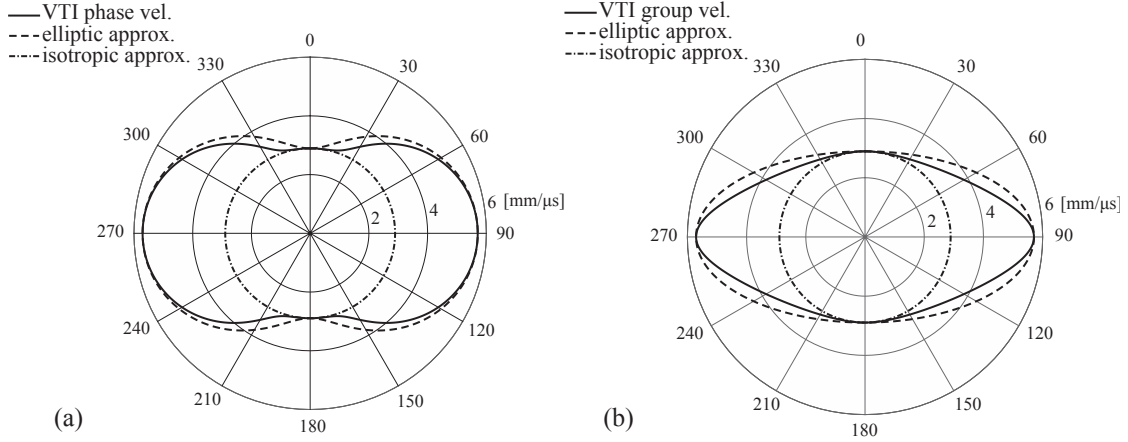 VTI phase vel.
elliptic approx.
isotropic approx.
0
30
60
90
120
150
180
210
240
270
300
330
2
4
6 [mm/μs]
(a)
VTI group vel.
elliptic approx.
isotropic approx.
0
30
60
90
120
150
180
210
240
270
300
330
2
4
6 [mm/μs]
(b)